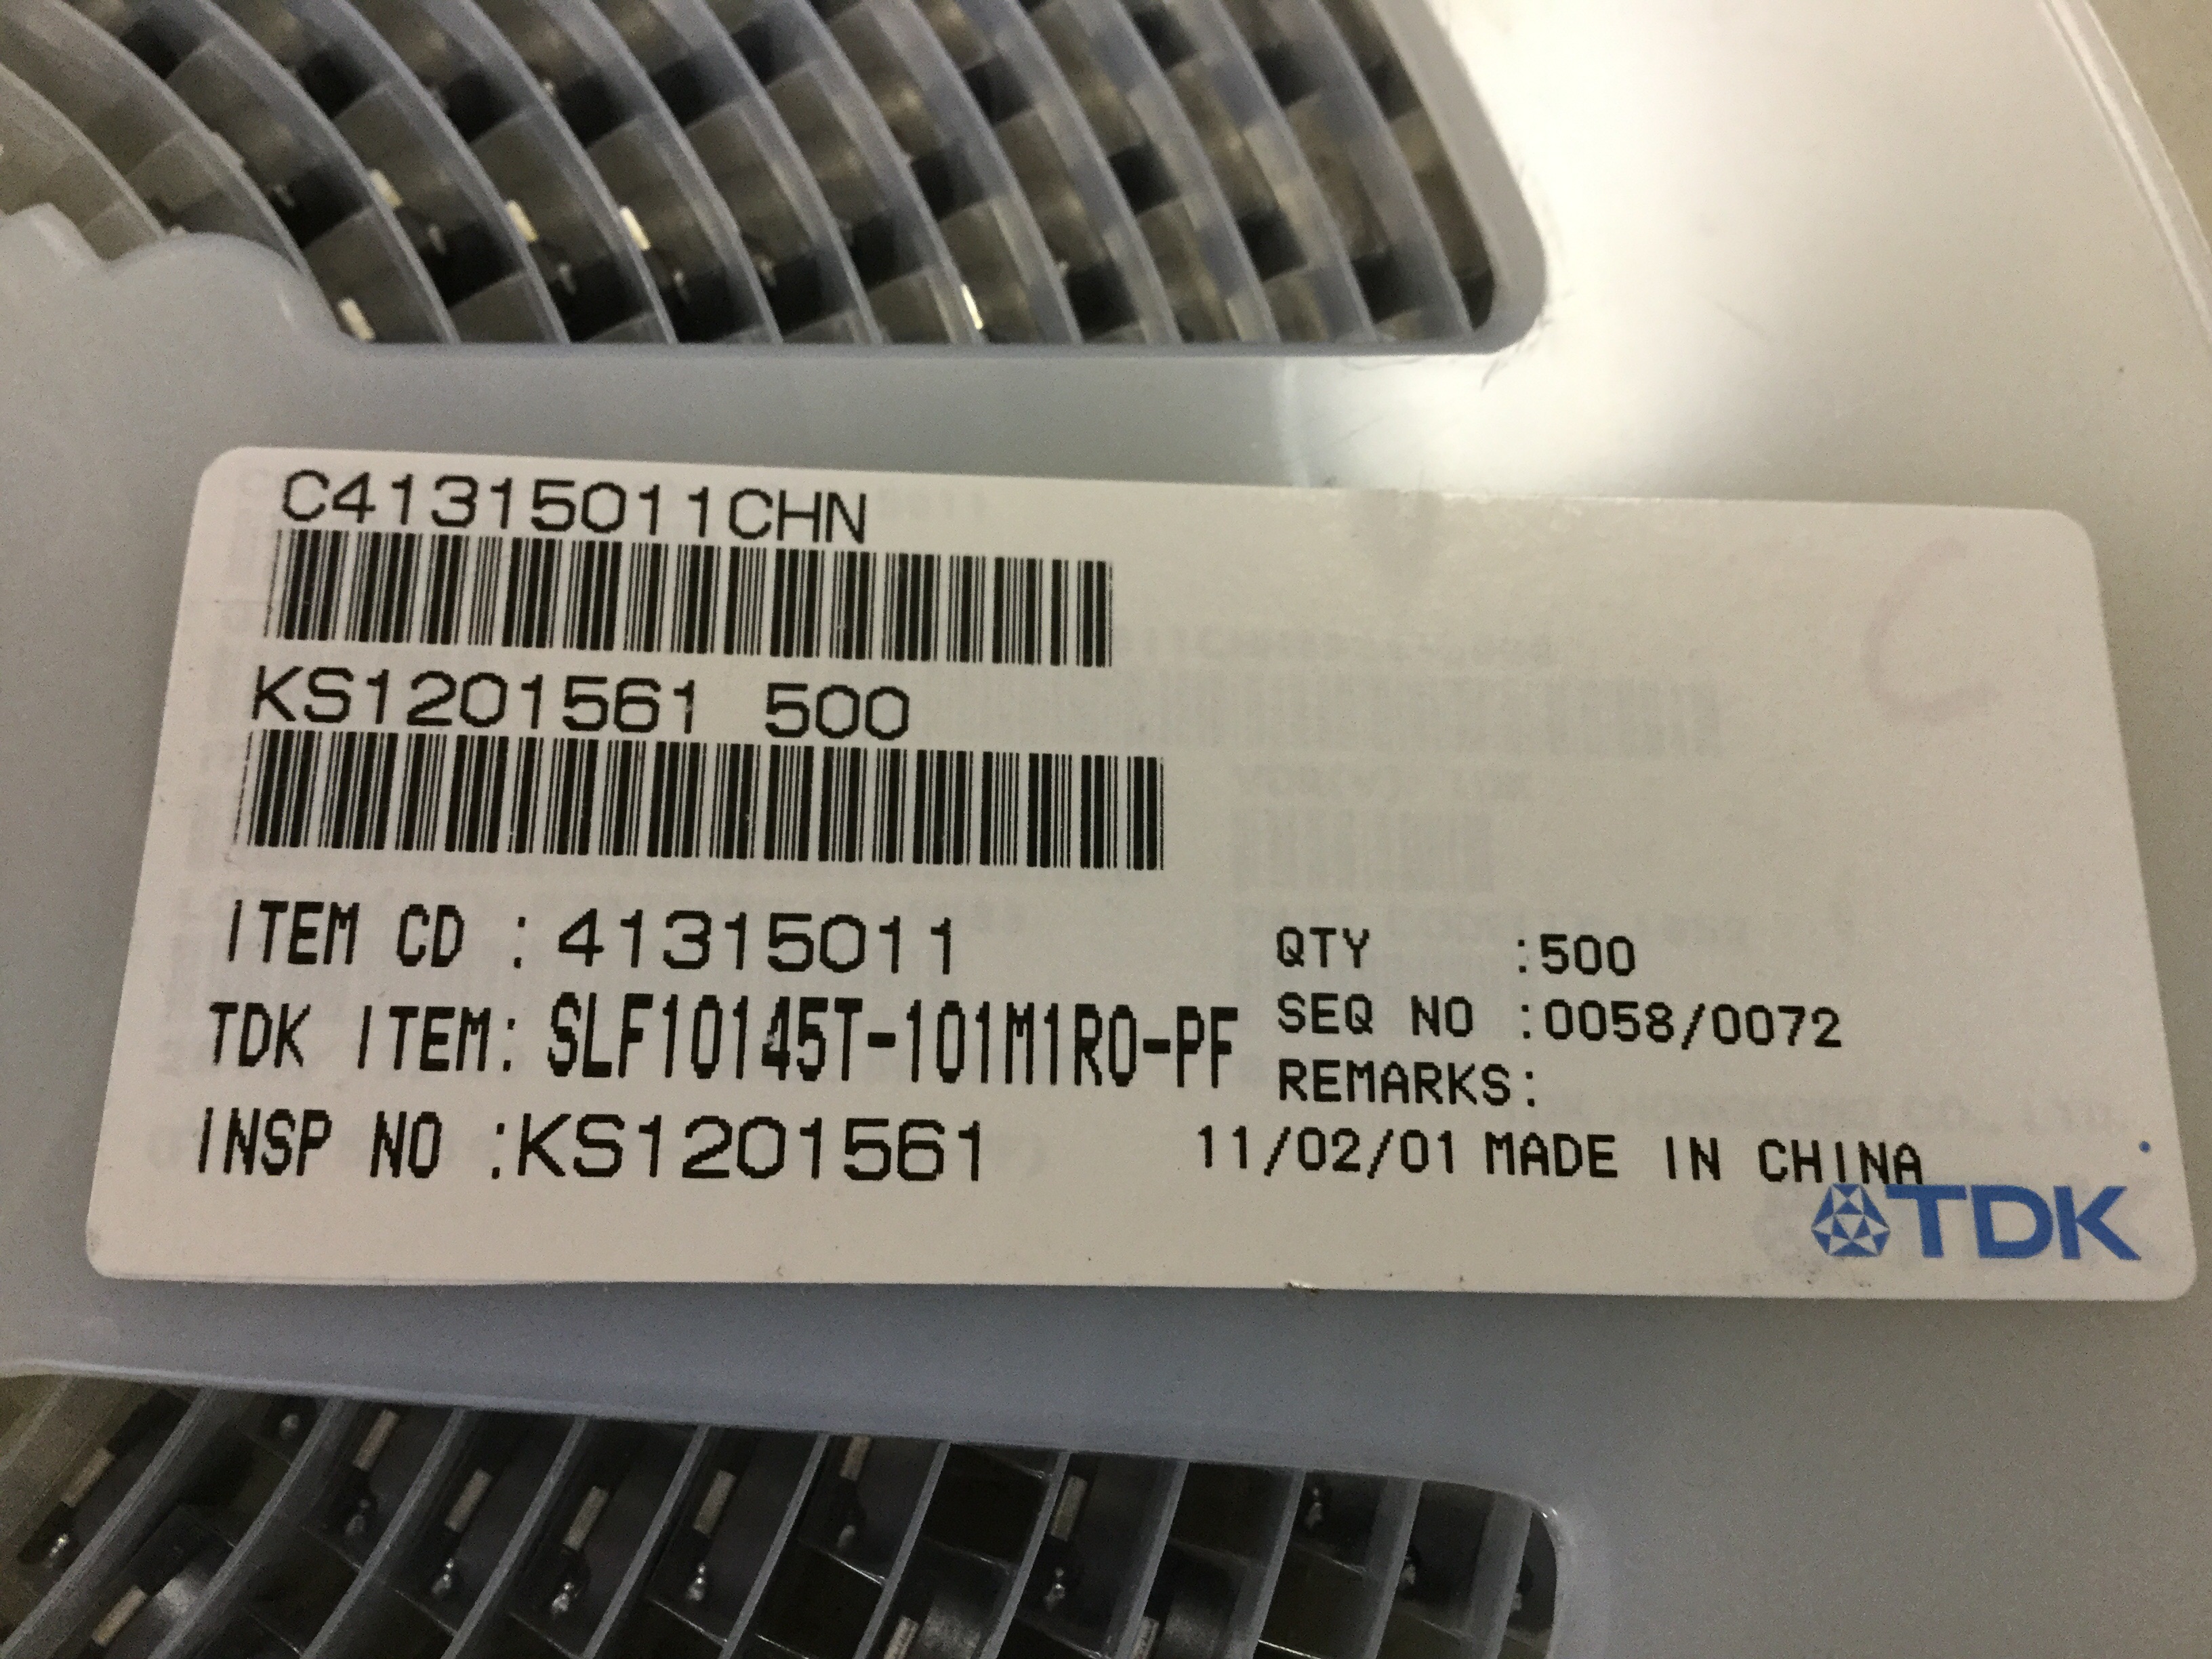 C41315011CHN
KS1201561 500
ITEM CD : 41315011
TDK ITEM: SLF10145T-101M1R0-PF
INSP NO :KS1201561
QTY :500
SEQ NO :0058/0072
REMARKS:
11/02/01 MADE IN CHINA
TDK